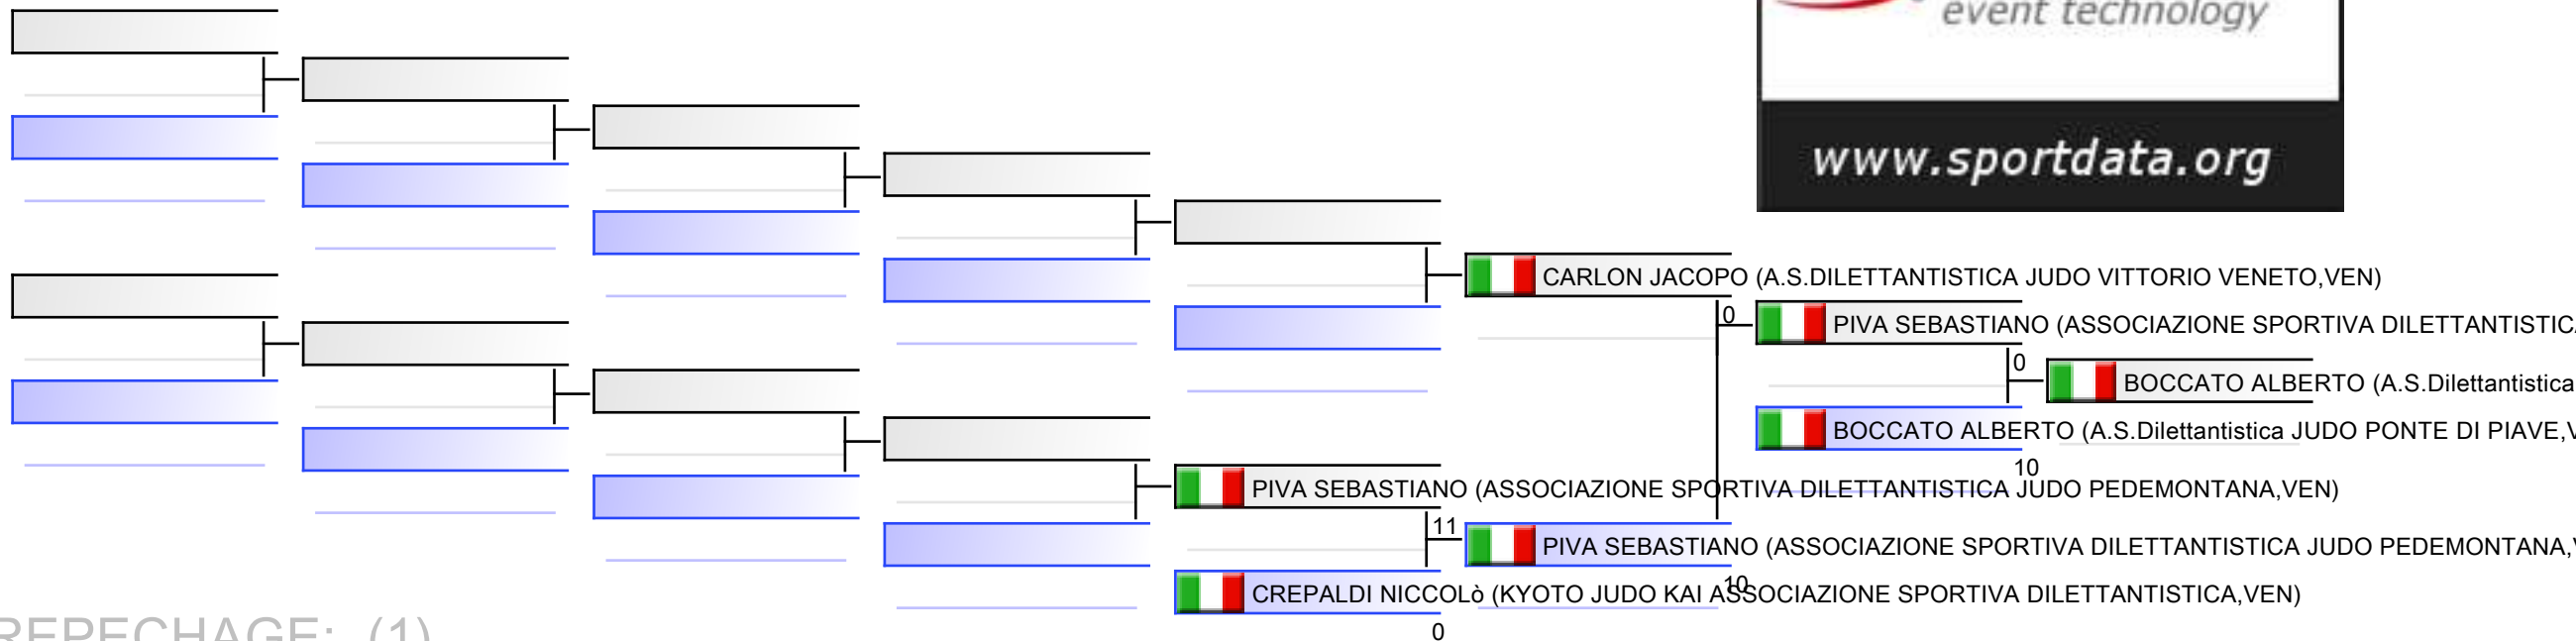 event technology
www.sportdata.org
CARLON JACOPO (A.S.DILETTANTISTICA JUDO VITTORIO VENETO,VEN)
0
PIVA SEBASTIANO (ASSOCIAZIONE SPORTIVA DILETTANTISTICA
0
BOCCATO ALBERTO (A.S.Dilettantistica
BOCCATO ALBERTO (A.S.Dilettantistica JUDO PONTE DI PIAVE,V
10
PIVA SEBASTIANO (ASSOCIAZIONE SPORTIVA DILETTANTISTICA JUDO PEDEMONTANA,VEN)
11
PIVA SEBASTIANO (ASSOCIAZIONE SPORTIVA DILETTANTISTICA JUDO PEDEMONTANA,V
10
CREPALDI NICCOLò (KYOTO JUDO KAI ASSOCIAZIONE SPORTIVA DILETTANTISTICA,VEN)
0
REPECHAGE: (1)